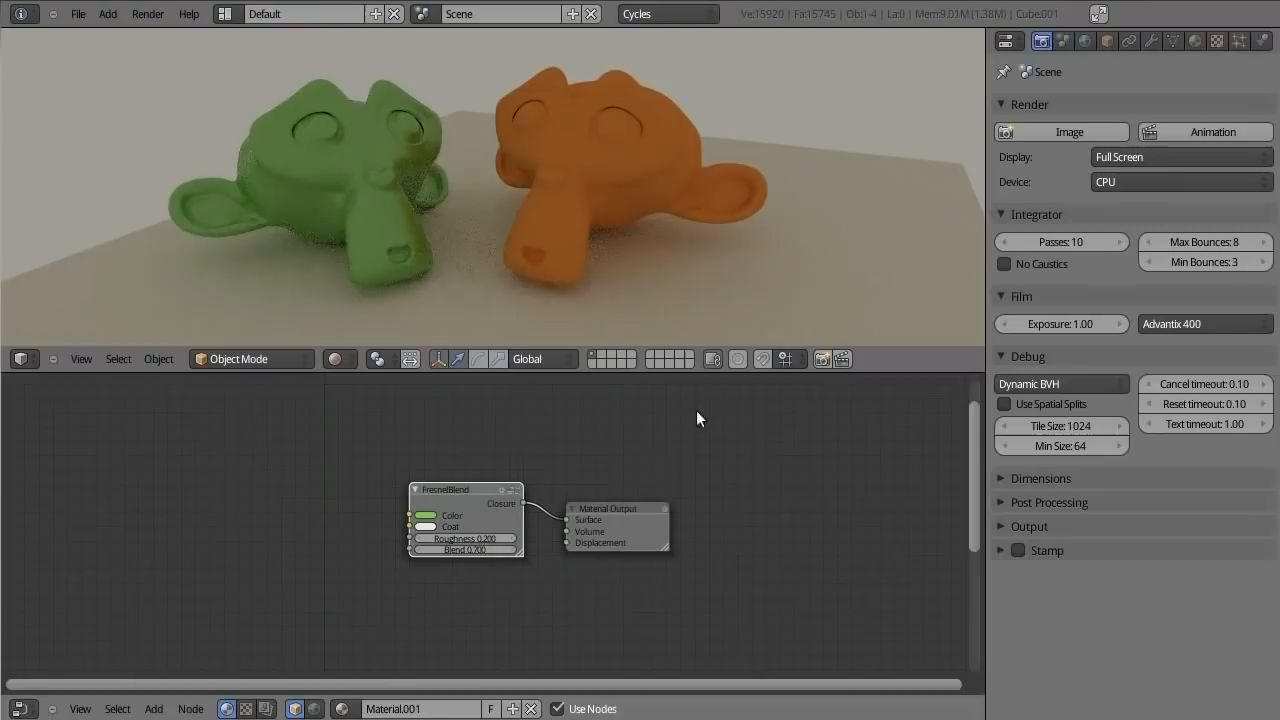 File Add Render Help Default Scene Cycles Ve:15920 | Fa:15745 | Ob:1-4 | La:0 | Mem:9.01M (1.38M) | Cube.001
Scene
Render
Image Animation
Display: Full Screen
Device: CPU
Integrator
Passes: 10 Max Bounces: 8
No Caustics Min Bounces: 3
Film
Exposure: 1.00 Advantix 400
Debug
Dynamic BVH Cancel timeout: 0.10
Use Spatial Splits Reset timeout: 0.10
Tile Size: 1024 Text timeout: 1.00
Min Size: 64
Dimensions
Post Processing
Output
Stamp
View Select Object Object Mode Global
FresnelBlend
Closure
Color
Coat
Roughness 0.200
Blend 0.700
Material Output
Surface
Volume
Displacement
View Select Add Node Material.001 F Use Nodes